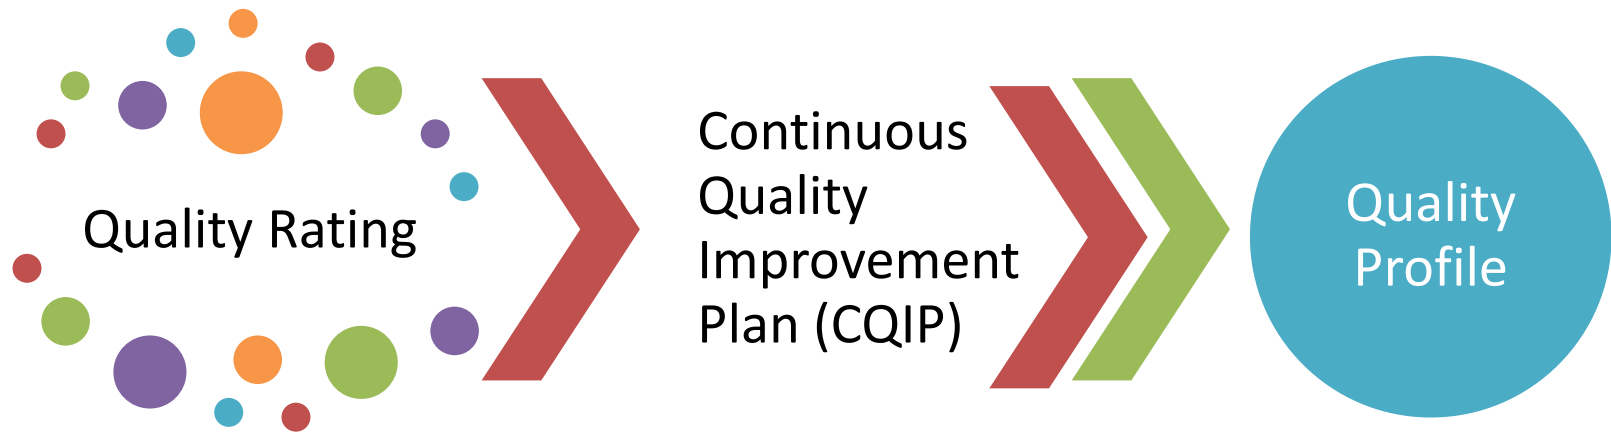 Quality Rating
Continuous
Quality
Improvement
Plan (CQIP)
Quality
Profile